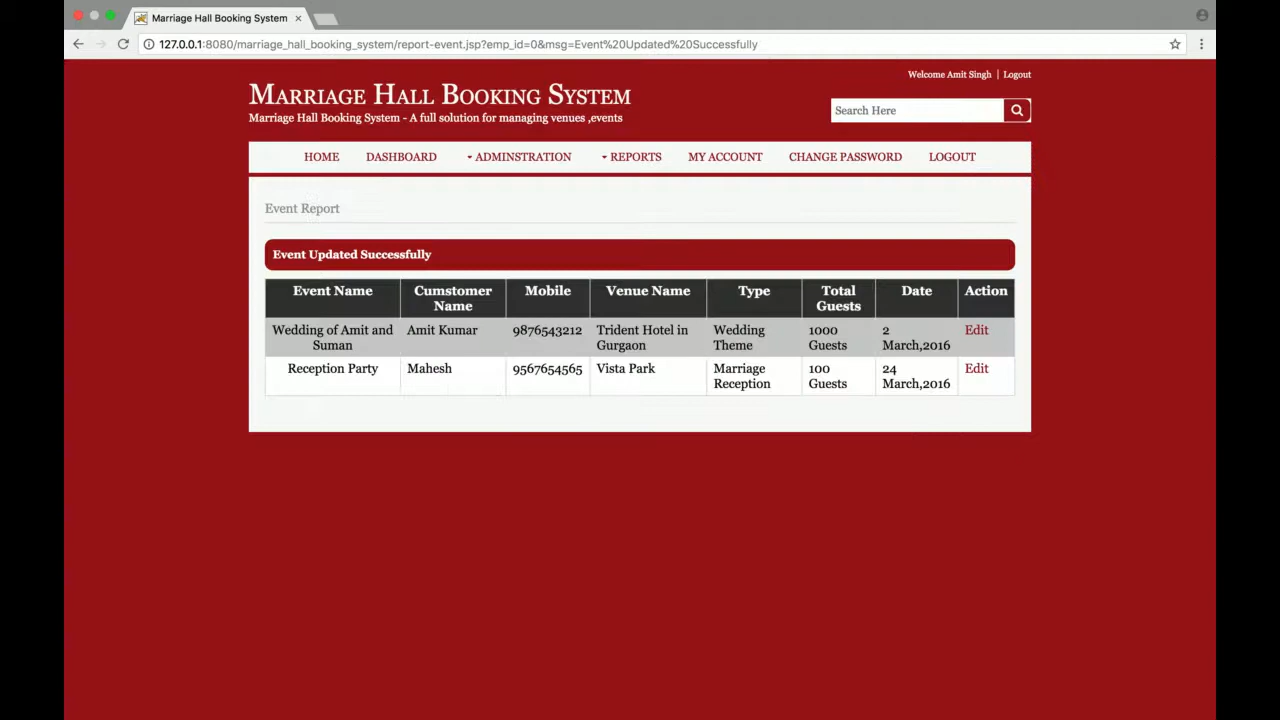 Marriage Hall Booking System
127.0.0.1:8080/marriage_hall_booking_system/report-event.jsp?emp_id=0&msg=Event%20Updated%20Successfully
Welcome Amit Singh | Logout
Marriage Hall Booking System
Marriage Hall Booking System - A full solution for managing venues ,events
Search Here
HOME DASHBOARD ADMINSTRATION REPORTS MY ACCOUNT CHANGE PASSWORD LOGOUT
Event Report
Event Updated Successfully
Event Name Cumstomer Mobile Venue Name Type Total Date Action
Name Guests
Wedding of Amit and Amit Kumar 9876543212 Trident Hotel in Wedding 1000 2 Edit
Suman Gurgaon Theme Guests March,2016
Reception Party Mahesh 9567654565 Vista Park Marriage 100 24 Edit
Reception Guests March,2016